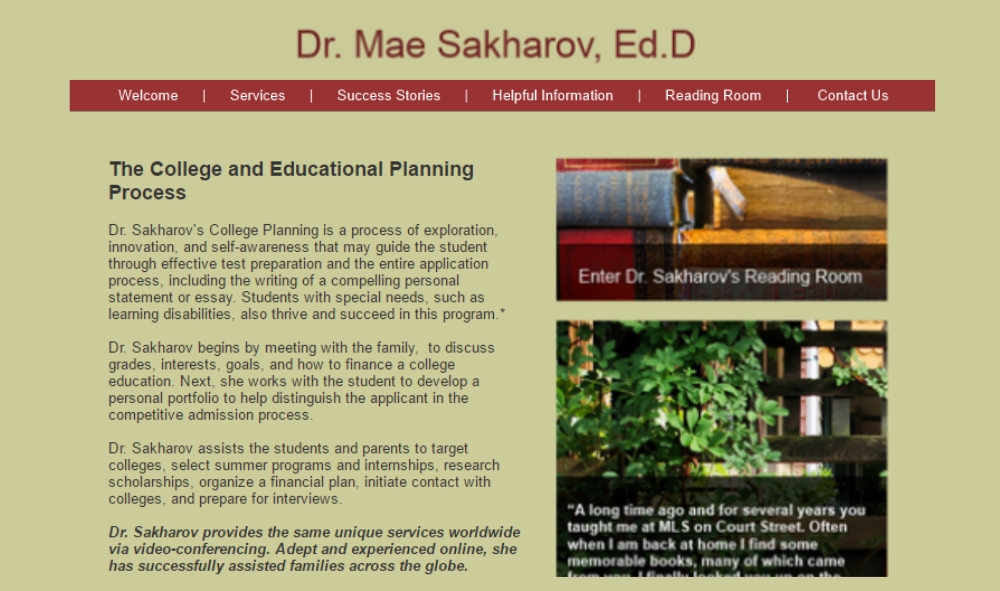 Dr. Mae Sakharov, Ed.D
Welcome | Services | Success Stories | Helpful Information | Reading Room | Contact Us
The College and Educational Planning
Process
Dr. Sakharov's College Planning is a process of exploration,
innovation, and self-awareness that may guide the student
through effective test preparation and the entire application
process, including the writing of a compelling personal
statement or essay. Students with special needs, such as
learning disabilities, also thrive and succeed in this program.*
Dr. Sakharov begins by meeting with the family,  to discuss
grades, interests, goals, and how to finance a college
education. Next, she works with the student to develop a
personal portfolio to help distinguish the applicant in the
competitive admission process.
Dr. Sakharov assists the students and parents to target
colleges, select summer programs and internships, research
scholarships, organize a financial plan, initiate contact with
colleges, and prepare for interviews.
Dr. Sakharov provides the same unique services worldwide
via video-conferencing. Adept and experienced online, she
has successfully assisted families across the globe.
Enter Dr. Sakharov's Reading Room
"A long time ago and for several years you
taught me at MLS on Court Street. Often
when I am back at home I find some
memorable books, many of which came
from you. I finally looked you up on the